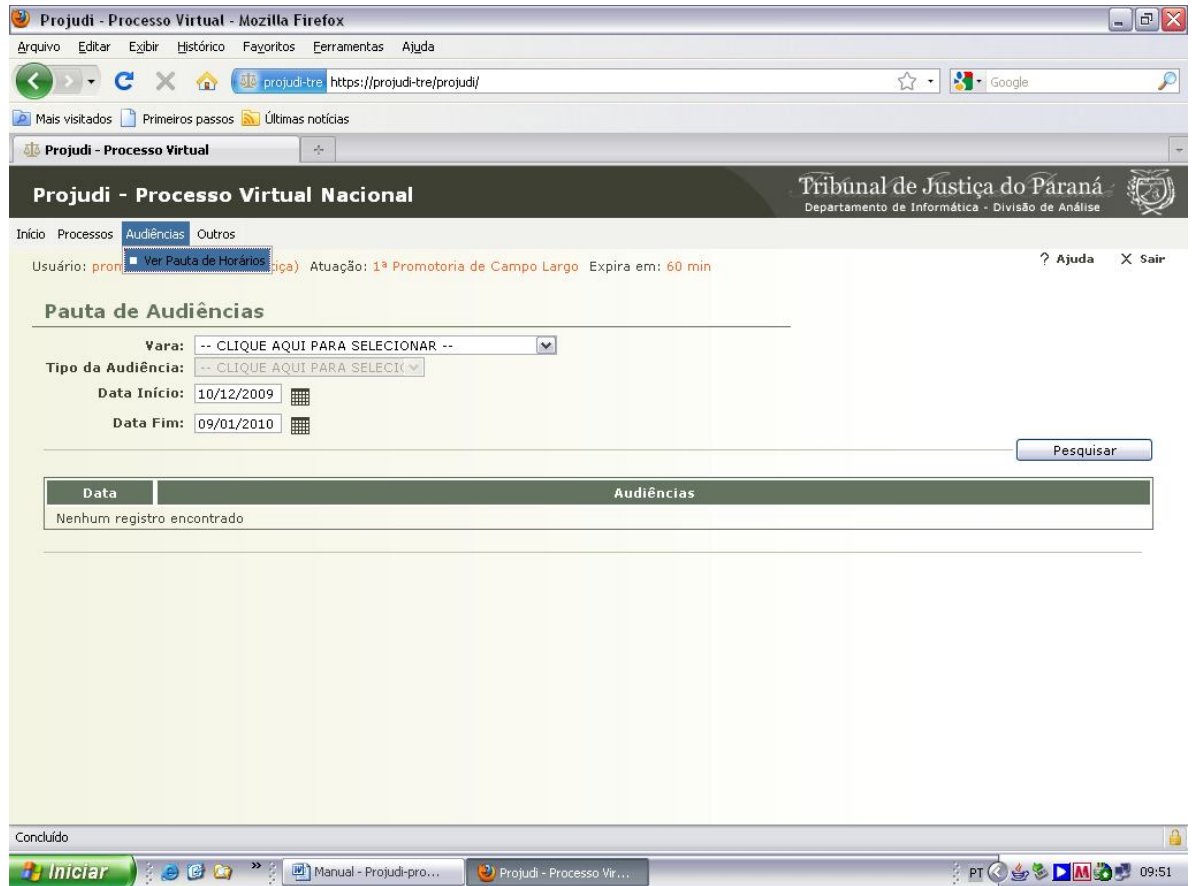 Projudi - Processo Virtual - Mozilla Firefox
Arquivo Editar Exibir Histórico Favoritos Ferramentas Ajuda
projudi-tre https://projudi-tre/projudi/ Google
Mais visitados Primeiros passos Últimas notícias
Projudi - Processo Virtual
Projudi - Processo Virtual Nacional
Tribunal de Justiça do Paraná
Departamento de Informática - Divisão de Análise
Início Processos Audiências Outros
Ver Pauta de Horários
Usuário: Atuação: 1ª Promotoria de Campo Largo Expira em: 60 min ? Ajuda X Sair
Pauta de Audiências
Vara: -- CLIQUE AQUI PARA SELECIONAR --
Tipo da Audiência: -- CLIQUE AQUI PARA
Data Início: 10/12/2009
Data Fim: 09/01/2010
Pesquisar
Data Audiências
Nenhum registro encontrado
Concluído
Iniciar Manual - Projudi-pro... Projudi - Processo Vir... PT 09:51